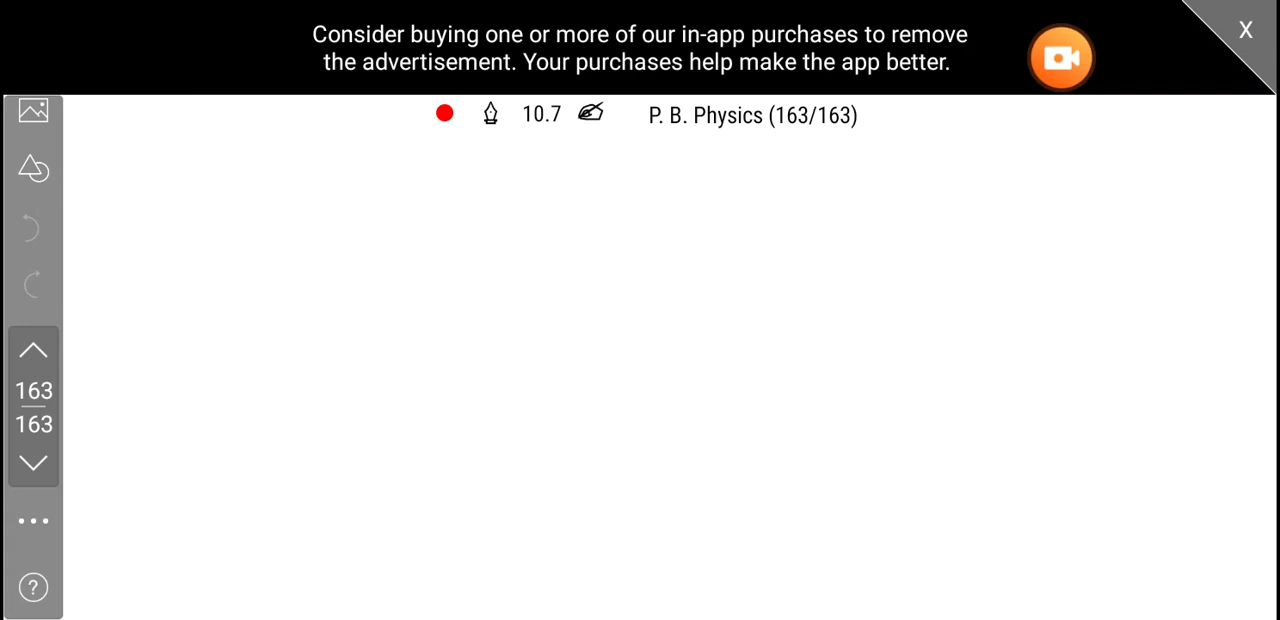 Consider buying one or more of our in-app purchases to remove
the advertisement. Your purchases help make the app better.
X
10.7 P. B. Physics (163/163)
163
163
?